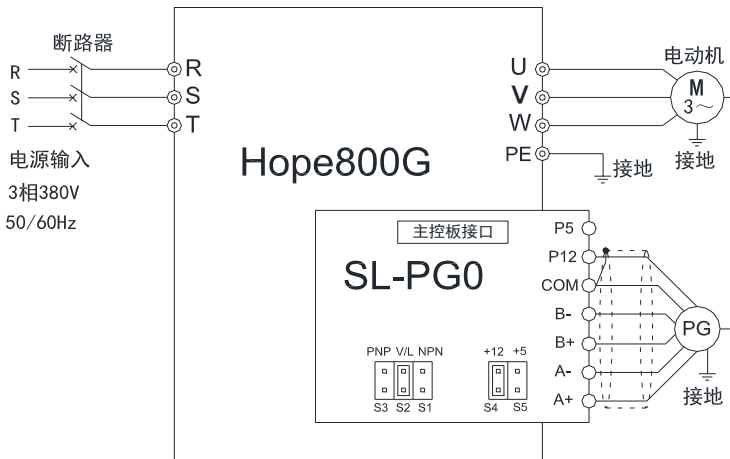 断路器
R
S
T
R
S
T
电源输入
3相380V
50/60Hz
Hope800G
U
V
W
PE
电动机
M
3～
接地
接地
主控板接口
SL-PG0
P5
P12
COM
B-
B+
A-
A+
PG
接地
PNP V/L NPN
S3 S2 S1
+12 +5
S4 S5